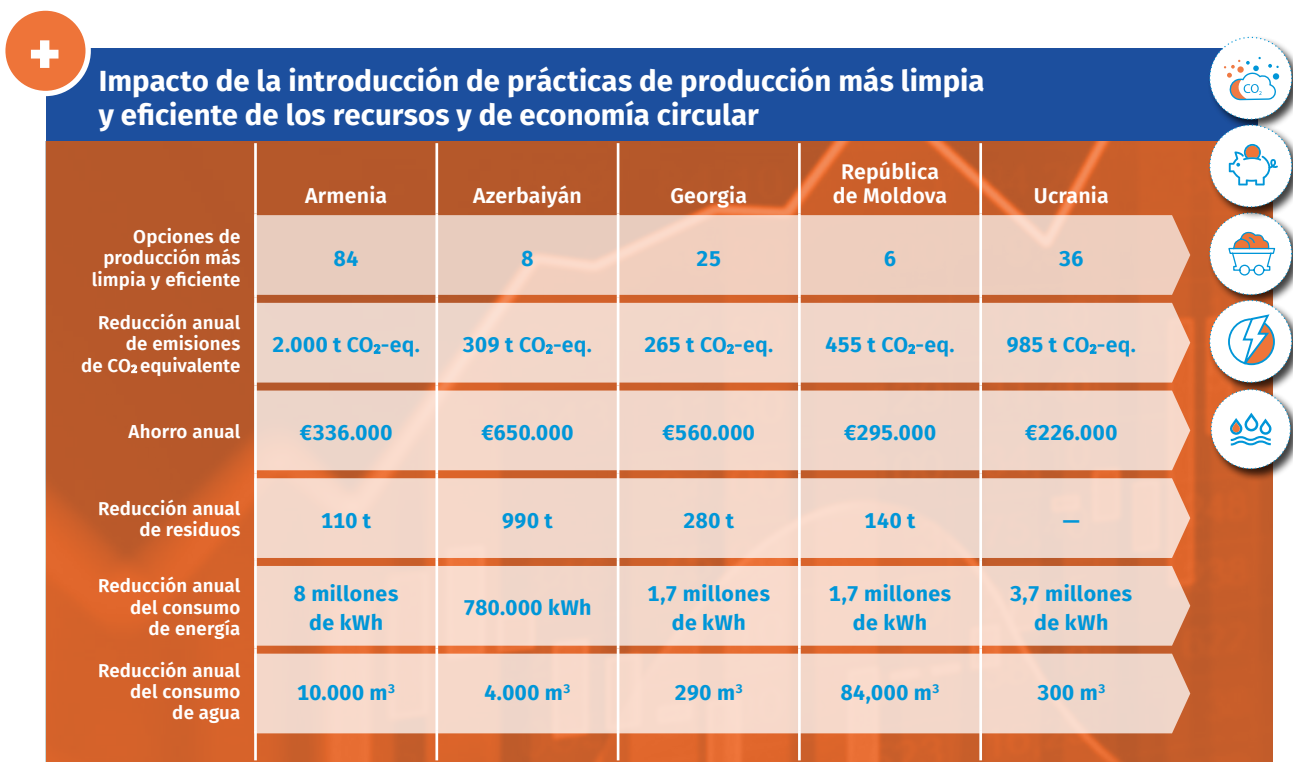 Impacto de la introducción de prácticas de producción más limpia
y eficiente de los recursos y de economía circular
CO₂
Armenia
Azerbaiyán
Georgia
República
de Moldova
Ucrania
Opciones de
producción más
limpia y eficiente
84
8
25
6
36
Reducción anual
de emisiones
de CO₂ equivalente
2.000 t CO₂-eq.
309 t CO₂-eq.
265 t CO₂-eq.
455 t CO₂-eq.
985 t CO₂-eq.
Ahorro anual
€336.000
€650.000
€560.000
€295.000
€226.000
Reducción anual
de residuos
110 t
990 t
280 t
140 t
—
Reducción anual
del consumo
de energía
8 millones
de kWh
780.000 kWh
1,7 millones
de kWh
1,7 millones
de kWh
3,7 millones
de kWh
Reducción anual
del consumo
de agua
10.000 m³
4.000 m³
290 m³
84,000 m³
300 m³